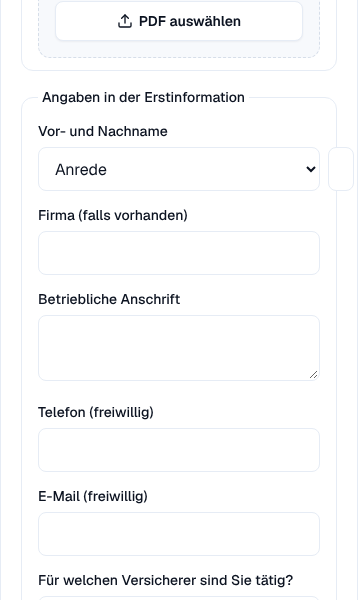 PDF auswählen
Angaben in der Erstinformation
Vor- und Nachname
Anrede
Firma (falls vorhanden)
Betriebliche Anschrift
Telefon (freiwillig)
E-Mail (freiwillig)
Für welchen Versicherer sind Sie tätig?